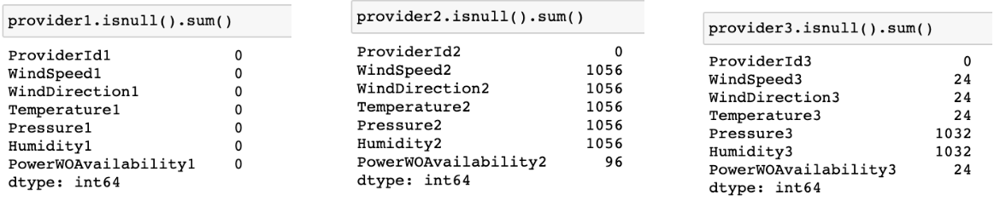 provider1.isnull().sum()
ProviderId1 0
WindSpeed1 0
WindDirection1 0
Temperature1 0
Pressure1 0
Humidity1 0
PowerWOAvailability1 0
dtype: int64
provider2.isnull().sum()
ProviderId2 0
WindSpeed2 1056
WindDirection2 1056
Temperature2 1056
Pressure2 1056
Humidity2 1056
PowerWOAvailability2 96
dtype: int64
provider3.isnull().sum()
ProviderId3 0
WindSpeed3 24
WindDirection3 24
Temperature3 24
Pressure3 1032
Humidity3 1032
PowerWOAvailability3 24
dtype: int64